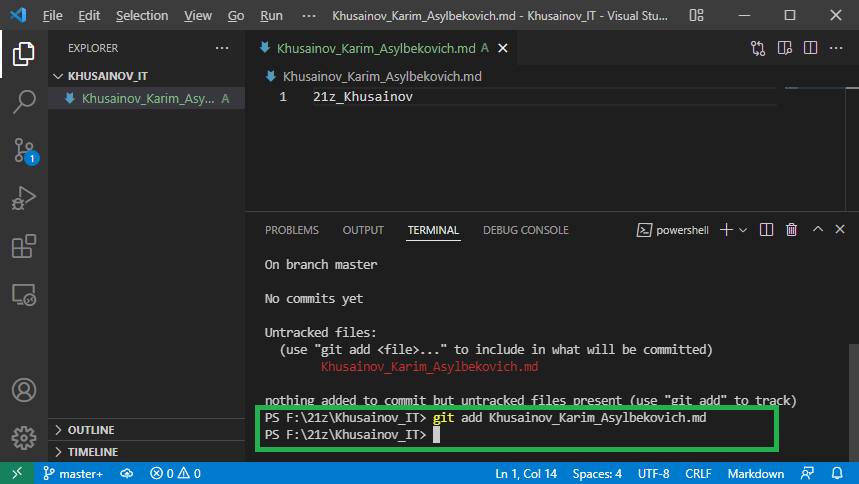 File Edit Selection View Go Run ··· Khusainov_Karim_Asylbekovich.md - Khusainov_IT - Visual Stu...
EXPLORER ···
KHUSAINOV_IT
Khusainov_Karim_Asy... A
OUTLINE
TIMELINE
1
Khusainov_Karim_Asylbekovich.md A
Khusainov_Karim_Asylbekovich.md
1 21z_Khusainov
PROBLEMS OUTPUT TERMINAL DEBUG CONSOLE powershell
On branch master
No commits yet
Untracked files:
(use "git add <file>..." to include in what will be committed)
Khusainov_Karim_Asylbekovich.md
nothing added to commit but untracked files present (use "git add" to track)
PS F:\21z\Khusainov_IT> git add Khusainov_Karim_Asylbekovich.md
PS F:\21z\Khusainov_IT>
master+ 0 0 Ln 1, Col 14 Spaces: 4 UTF-8 CRLF Markdown